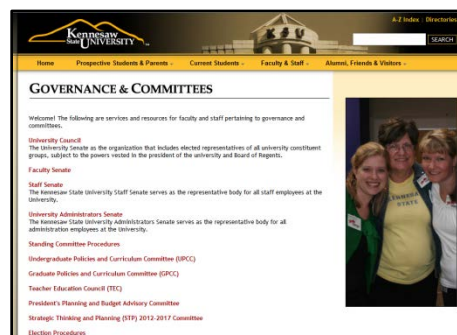 A-Z Index | Directories
Kennesaw
State UNIVERSITY
KSU
SEARCH
Home Prospective Students & Parents Current Students Faculty & Staff Alumni, Friends & Visitors
GOVERNANCE & COMMITTEES
Welcome! The following are services and resources for faculty and staff pertaining to governance and
committees.
University Council
The University Senate as the organization that includes elected representatives of all university constituent
groups, subject to the powers vested in the president of the university and Board of Regents.
Faculty Senate
Staff Senate
The Kennesaw State University Staff Senate serves as the representative body for all staff employees at the
University.
University Administrators Senate
The Kennesaw State University Administrators Senate serves as the representative body for all
administration employees at the University.
Standing Committee Procedures
Undergraduate Policies and Curriculum Committee (UPCC)
Graduate Policies and Curriculum Committee (GPCC)
Teacher Education Council (TEC)
President's Planning and Budget Advisory Committee
Strategic Thinking and Planning (STP) 2012-2017 Committee
Election Procedures
KENNESAW
STATE